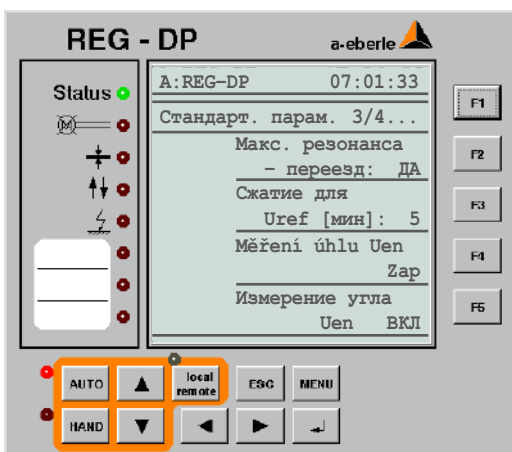 REG - DP
a-eberle
Status
A:REG-DP 07:01:33
Стандарт. парам. 3/4...
Макс. резонанса
- переезд: ДА
Сжатие для
Uref [мин]: 5
Měření úhlu Uen
Zap
Измерение угла
Uen ВКЛ
F1
F2
F3
F4
F5
AUTO
local
remote
ESC
MENU
HAND